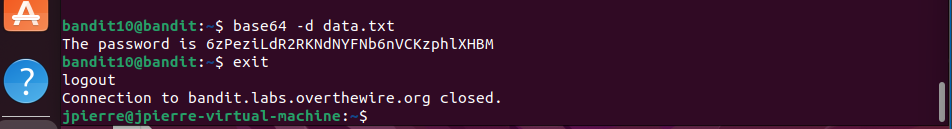 bandit10@bandit:~$ base64 -d data.txt
The password is 6zPeziLdR2RKNdNYFNb6nVCKzphlXHBM
bandit10@bandit:~$ exit
logout
Connection to bandit.labs.overthewire.org closed.
jpierre@jpierre-virtual-machine:~$